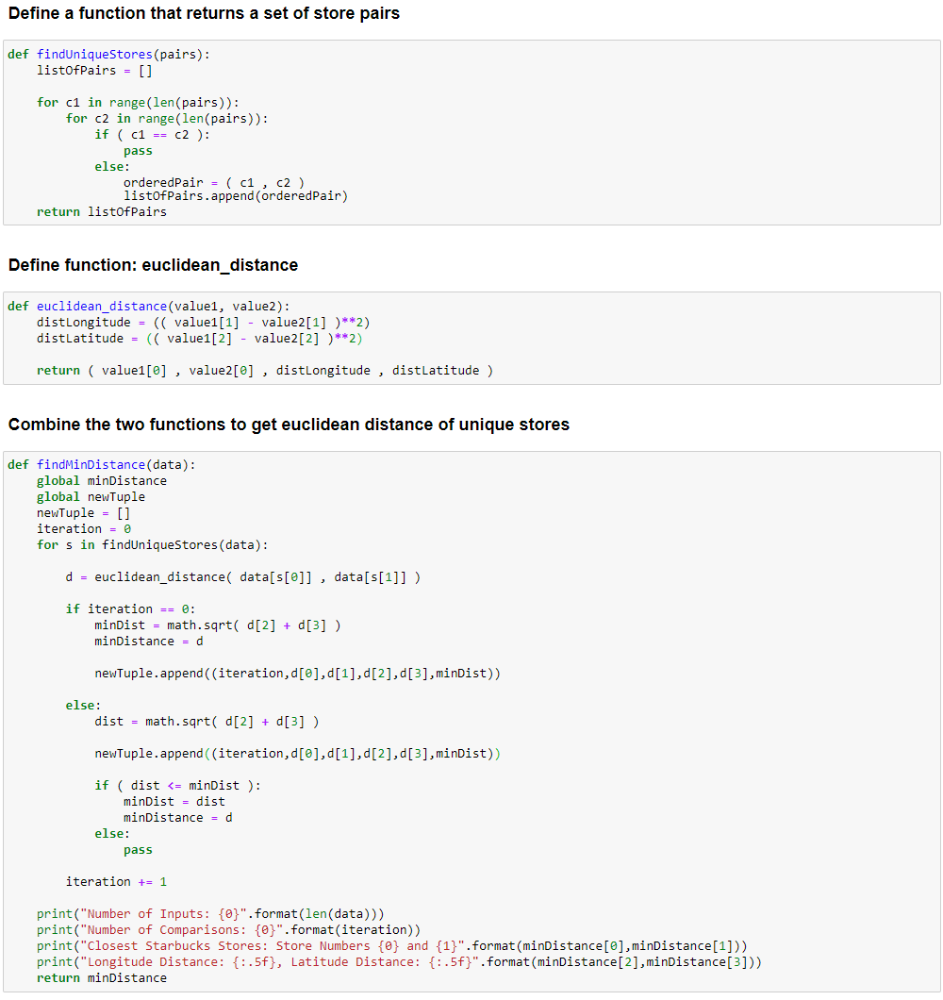 Define a function that returns a set of store pairs
def findUniqueStores(pairs):
    listOfPairs = []
    for c1 in range(len(pairs)):
        for c2 in range(len(pairs)):
            if ( c1 == c2 ):
                pass
            else:
                orderedPair = ( c1 , c2 )
                listOfPairs.append(orderedPair)
    return listOfPairs
Define function: euclidean_distance
def euclidean_distance(value1, value2):
    distLongitude = (( value1[1] - value2[1] )**2)
    distLatitude = (( value1[2] - value2[2] )**2)
    return ( value1[0] , value2[0] , distLongitude , distLatitude )
Combine the two functions to get euclidean distance of unique stores
def findMinDistance(data):
    global minDistance
    global newTuple
    newTuple = []
    iteration = 0
    for s in findUniqueStores(data):
        d = euclidean_distance( data[s[0]] , data[s[1]] )
        if iteration == 0:
            minDist = math.sqrt( d[2] + d[3] )
            minDistance = d
            newTuple.append((iteration,d[0],d[1],d[2],d[3],minDist))
        else:
            dist = math.sqrt( d[2] + d[3] )
            newTuple.append((iteration,d[0],d[1],d[2],d[3],minDist))
            if ( dist <= minDist ):
                minDist = dist
                minDistance = d
            else:
                pass
        iteration += 1
    print("Number of Inputs: {0}".format(len(data)))
    print("Number of Comparisons: {0}".format(iteration))
    print("Closest Starbucks Stores: Store Numbers {0} and {1}".format(minDistance[0],minDistance[1]))
    print("Longitude Distance: {:.5f}, Latitude Distance: {:.5f}".format(minDistance[2],minDistance[3]))
    return minDistance